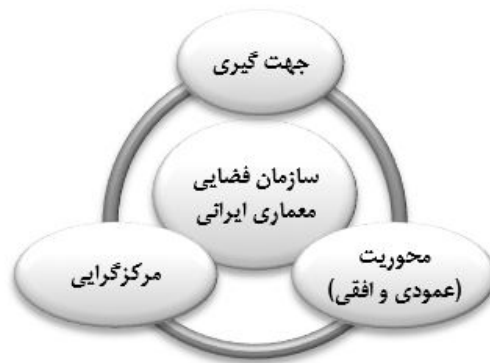 جهت گیری
سازمان فضایی
معماری ایرانی
محوریت
(عمودی و افقی)
مرکزگرایی